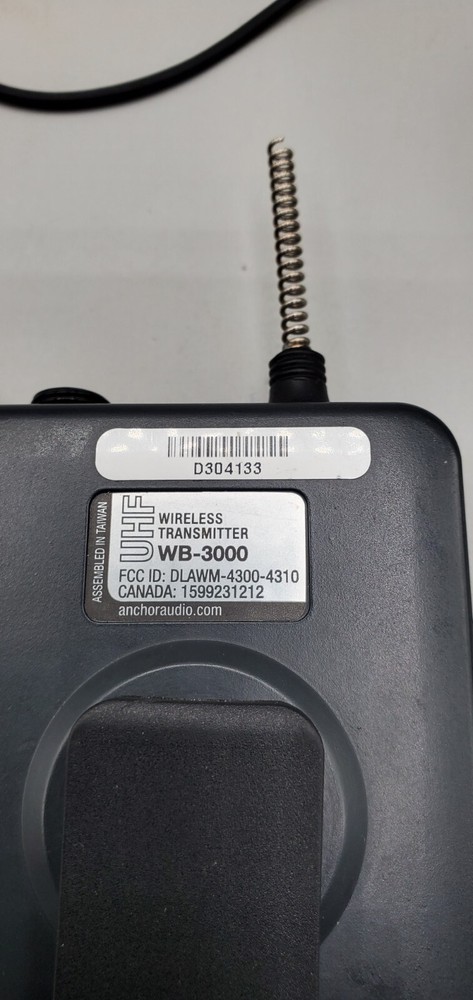 D304133
ASSEMBLED IN TAIWAN
UHF
WIRELESS
TRANSMITTER
WB-3000
FCC ID: DLAWM-4300-4310
CANADA: 1599231212
anchoraudio.com